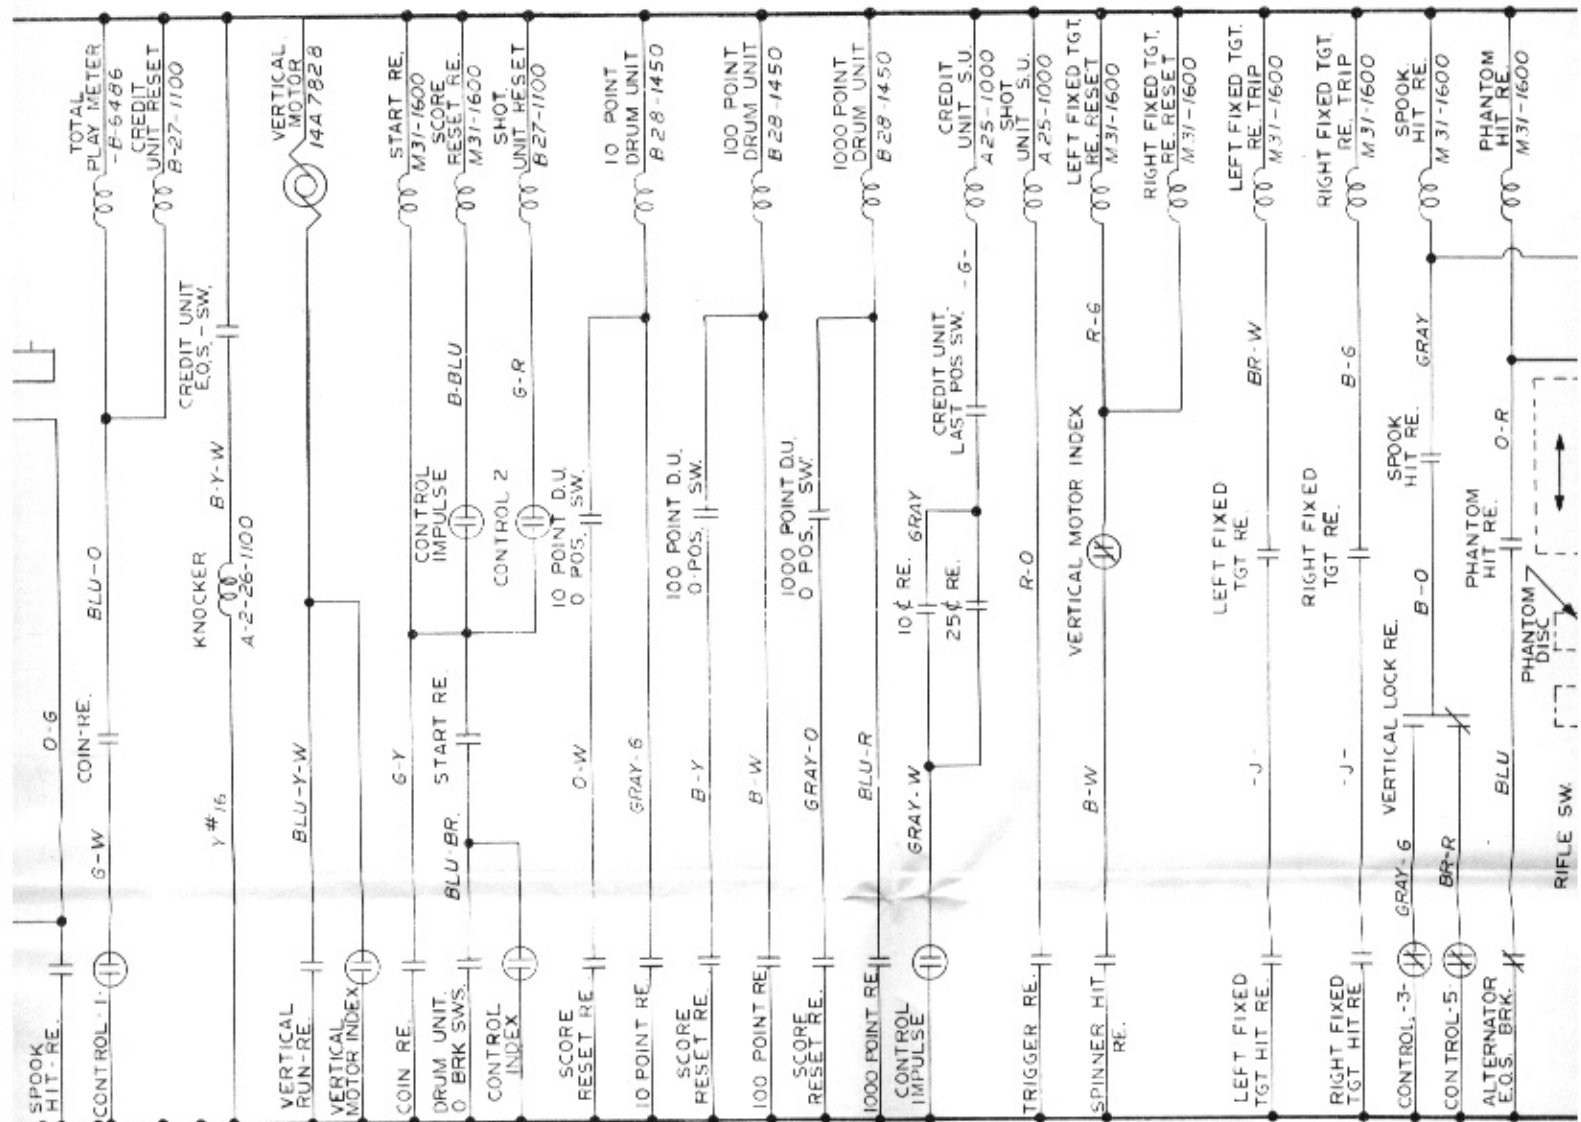 TOTAL
PLAY METER
-B-6486
CREDIT
UNIT RESET
B-27-1100
CREDIT UNIT
E.O.S. - SW.
B-Y-W
KNOCKER
A-2-26-1100
Y#16
BLU-O
COIN-RE.
G-W
O-G
SPOOK
HIT-RE.
CONTROL-1
VERTICAL
MOTOR
14A7828
BLU-Y-W
VERTICAL
RUN-RE.
VERTICAL
MOTOR INDEX
START RE.
M31-1600
SCORE
RESET RE.
M31-1600
SHOT
UNIT RESET
B27-1100
B-BLU
G-R
CONTROL
IMPULSE
CONTROL 2
G-Y
START RE
BLU-BR.
COIN RE.
DRUM UNIT.
O BRK SWS.
CONTROL
INDEX
10 POINT
DRUM UNIT
B28-1450
10 POINT D.U.
O POS. SW.
O-W
GRAY-G
SCORE
RESET RE.
10 POINT RE.
100 POINT
DRUM UNIT
B28-1450
100 POINT D.U.
O-POS. SW.
B-Y
B-W
SCORE
RESET RE.
100 POINT RE.
1000 POINT
DRUM UNIT
B28-1450
1000 POINT D.U.
O POS. SW.
GRAY-O
BLU-R
SCORE
RESET RE.
1000 POINT RE.
CREDIT
UNIT S.U.
A25-1000
SHOT
UNIT S.U.
A25-1000
-G-
CREDIT UNIT
LAST POS SW.
GRAY
10 ¢ RE.
25 ¢ RE.
GRAY-W
CONTROL
IMPULSE
R-O
TRIGGER RE.
LEFT FIXED TGT.
RE. RESET
M31-1600
RIGHT FIXED TGT.
RE. RESET
M31-1600
R-G
VERTICAL MOTOR INDEX
B-W
SPINNER HIT
RE.
LEFT FIXED TGT.
RE. TRIP
M31-1600
BR-W
LEFT FIXED
TGT RE.
-J-
LEFT FIXED
TGT HIT RE.
RIGHT FIXED TGT.
RE. TRIP
M31-1600
B-G
RIGHT FIXED
TGT RE.
-J-
RIGHT FIXED
TGT HIT RE.
SPOOK
HIT RE.
M31-1600
GRAY
SPOOK
HIT RE.
B-O
VERTICAL LOCK RE.
GRAY-G
BR-R
CONTROL-3-
CONTROL-5
PHANTOM
HIT RE.
M31-1600
O-R
PHANTOM
HIT RE.
BLU
ALTERNATOR
E.O.S. BRK.
PHANTOM
DISC
RIFLE SW.